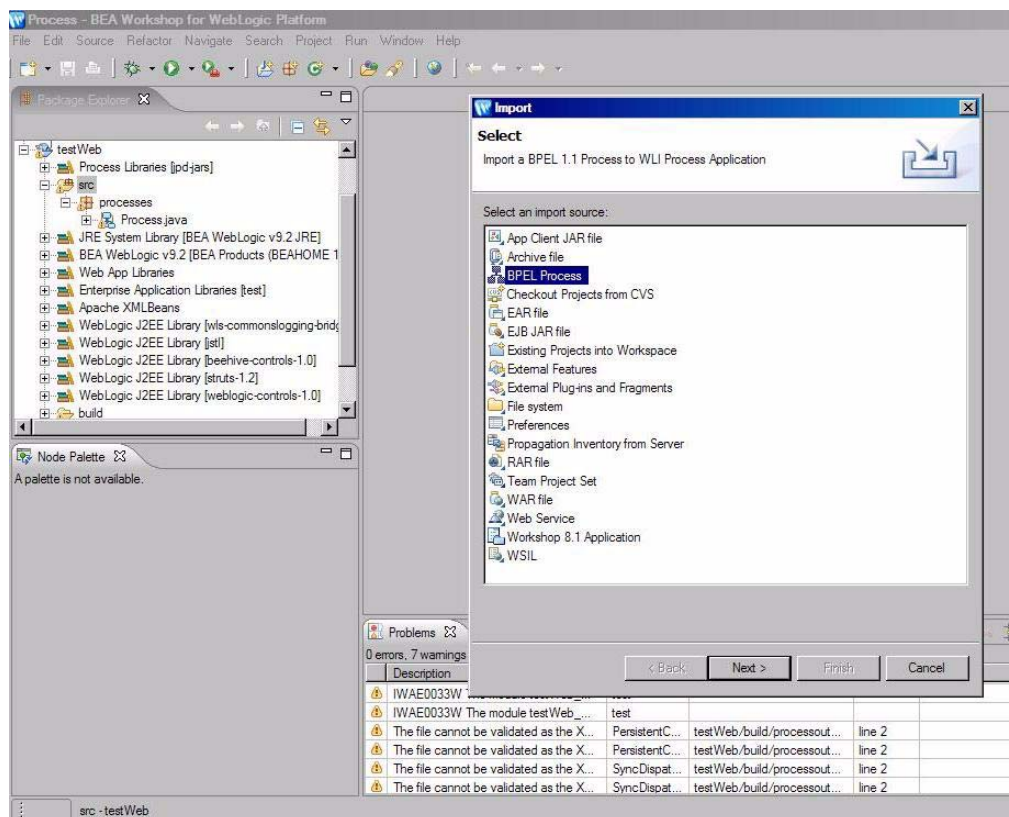 Process - BEA Workshop for WebLogic Platform
File Edit Source Refactor Navigate Search Project Run Window Help
Package Explorer
testWeb
Process Libraries [jpd-jars]
src
processes
Process.java
JRE System Library [BEA WebLogic v9.2 JRE]
BEA WebLogic v9.2 [BEA Products (BEAHOME 1
Web App Libraries
Enterprise Application Libraries [test]
Apache XMLBeans
WebLogic J2EE Library [wls-commonslogging-bridg
WebLogic J2EE Library [jstl]
WebLogic J2EE Library [beehive-controls-1.0]
WebLogic J2EE Library [struts-1.2]
WebLogic J2EE Library [weblogic-controls-1.0]
build
Node Palette
A palette is not available.
Import
Select
Import a BPEL 1.1 Process to WLI Process Application
Select an import source:
App Client JAR file
Archive file
BPEL Process
Checkout Projects from CVS
EAR file
EJB JAR file
Existing Projects into Workspace
External Features
External Plug-ins and Fragments
File system
Preferences
Propagation Inventory from Server
RAR file
Team Project Set
WAR file
Web Service
Workshop 8.1 Application
WSIL
< Back Next > Finish Cancel
Problems
0 errors, 7 warnings
Description
IWAE0033W
IWAE0033W The module testWeb_... test
The file cannot be validated as the X... PersistentC... testWeb/build/processout... line 2
The file cannot be validated as the X... PersistentC... testWeb/build/processout... line 2
The file cannot be validated as the X... SyncDispat... testWeb/build/processout... line 2
The file cannot be validated as the X... SyncDispat... testWeb/build/processout... line 2
src - testWeb